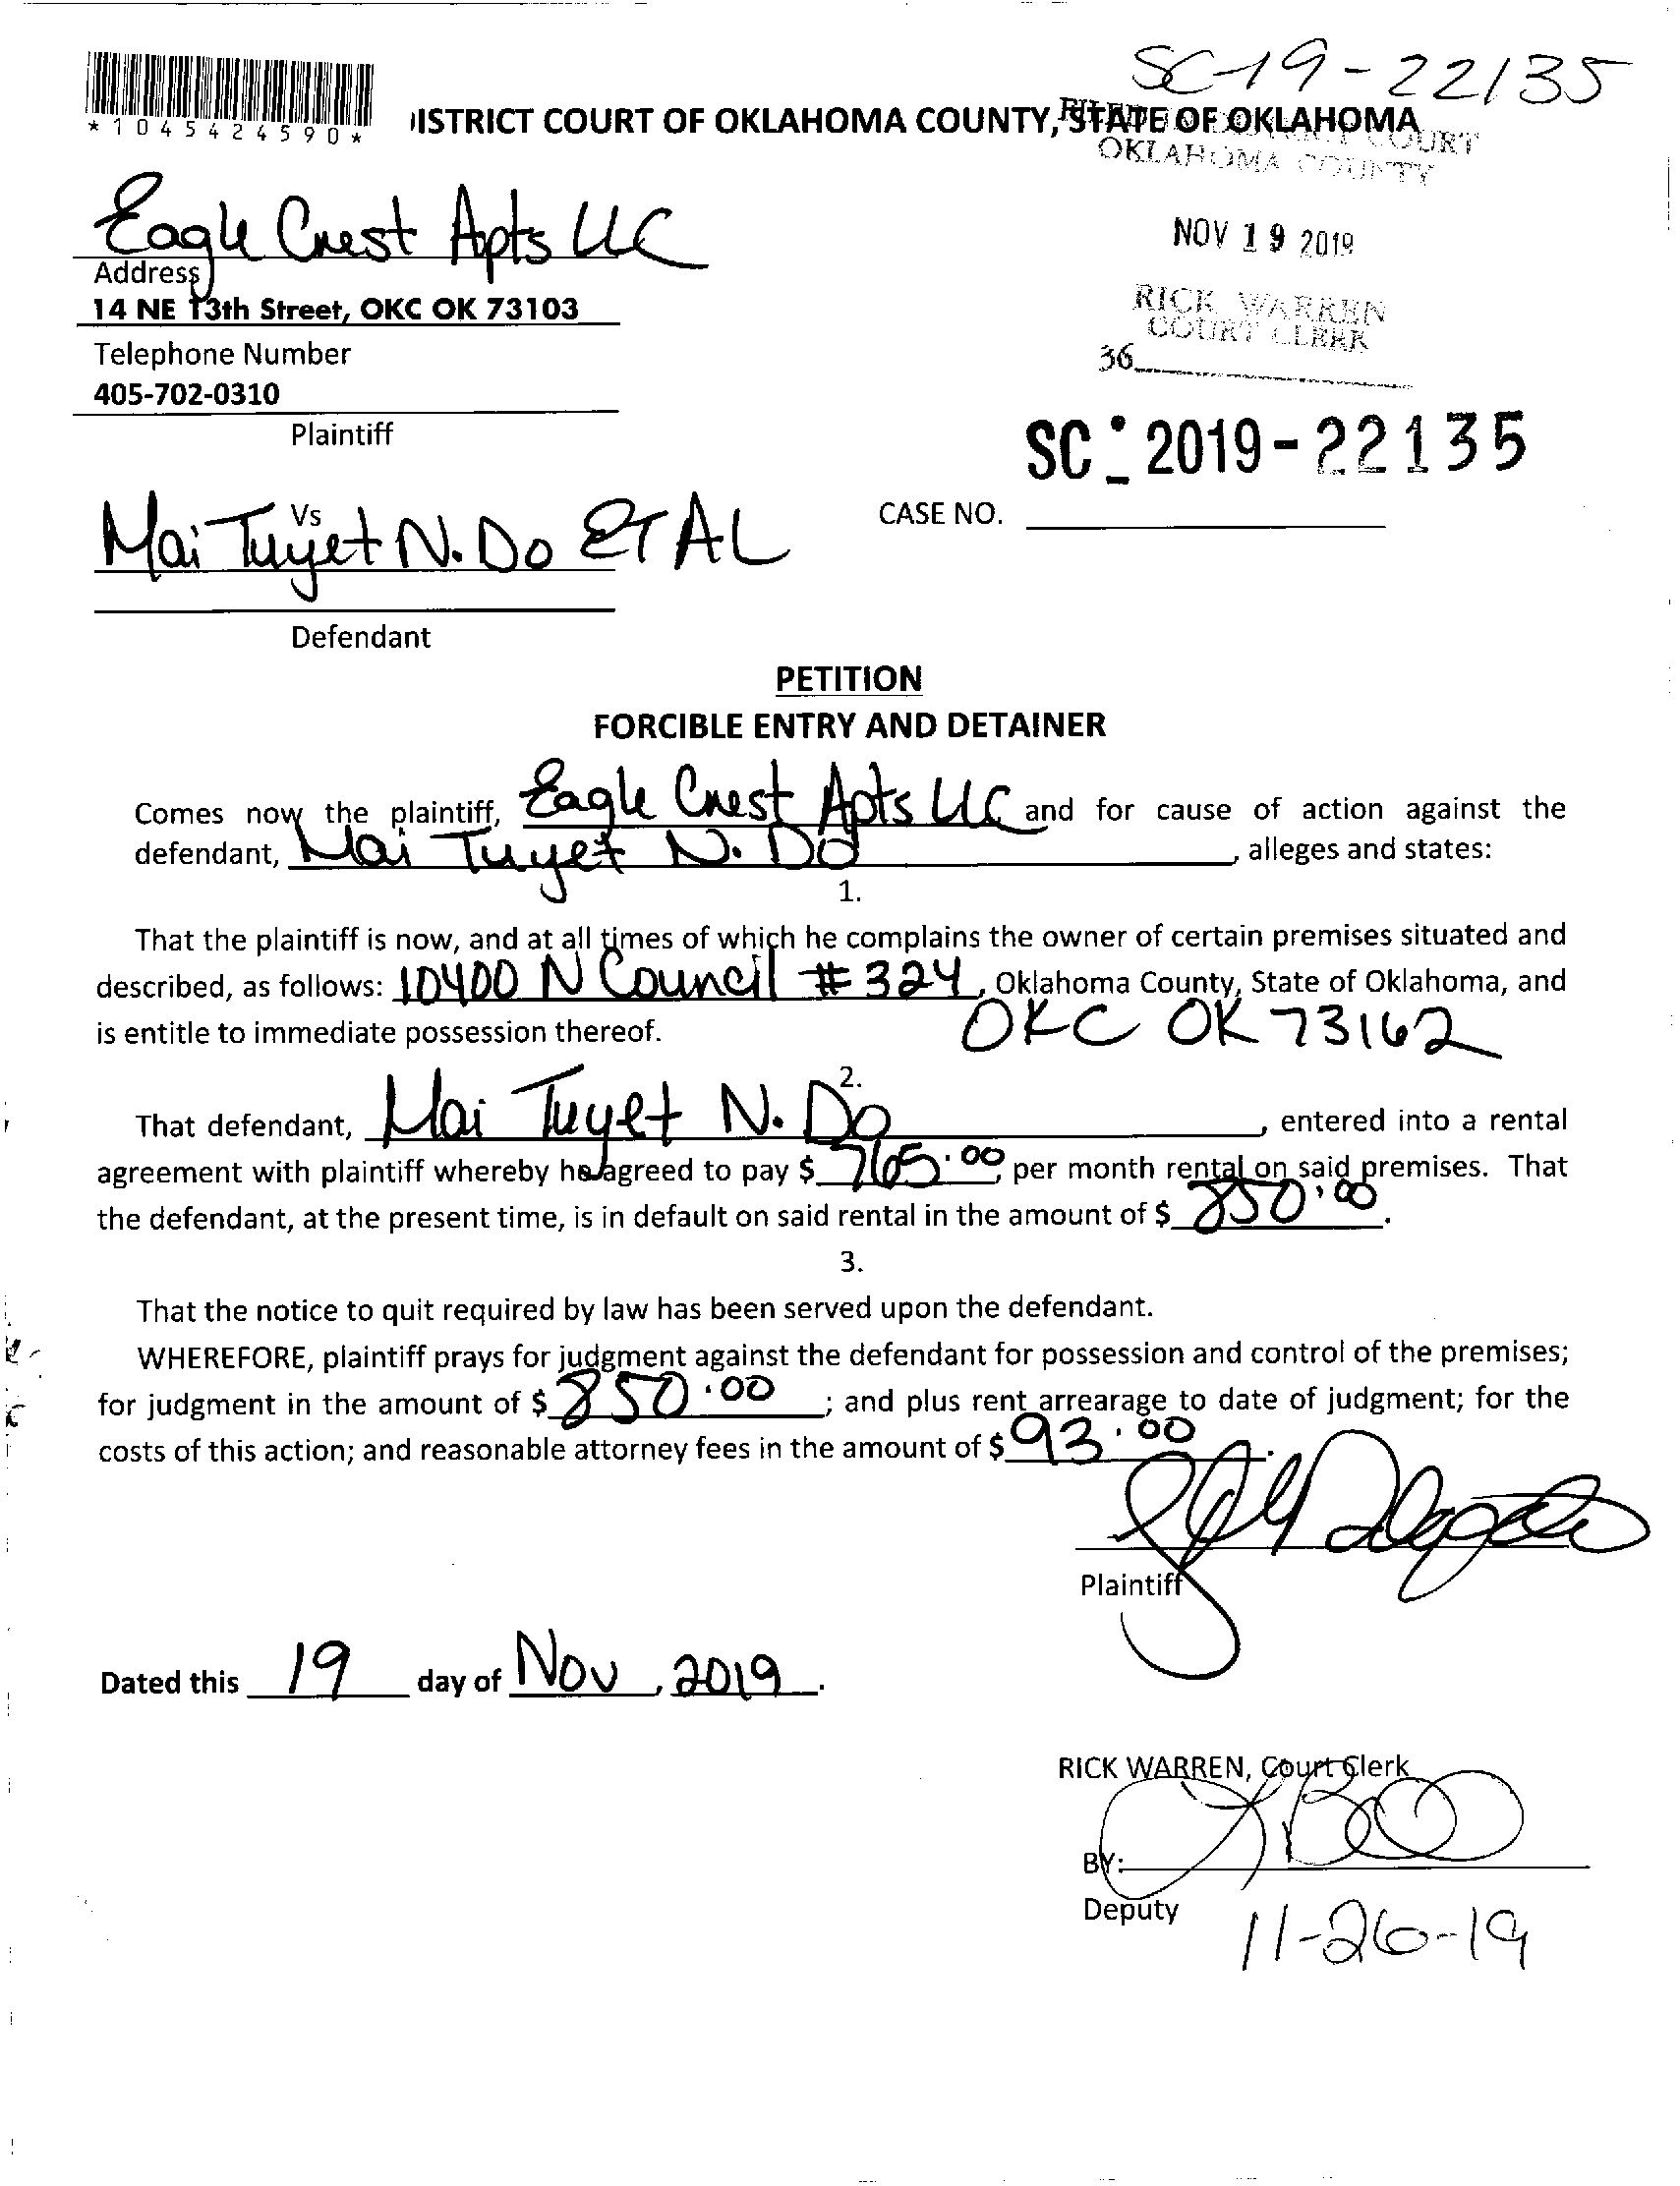 SC-19-22135
*1045424590*
ISTRICT COURT OF OKLAHOMA COUNTY, STATE OF OKLAHOMA
FILED IN DISTRICT COURT
OKLAHOMA COUNTY
Eagle Crest Apts LLC
Address
NOV 19 2019
14 NE 13th Street, OKC OK 73103
RICK WARREN
COURT CLERK
Telephone Number
36
405-702-0310
Plaintiff
SC - 2019-22135
Vs
CASE NO.
Mai Tuyet N. Do ET AL
Defendant
PETITION
FORCIBLE ENTRY AND DETAINER
Comes now the plaintiff, Eagle Crest Apts LLC and for cause of action against the
defendant, Mai Tuyet N. Do, alleges and states:
1.
That the plaintiff is now, and at all times of which he complains the owner of certain premises situated and
described, as follows: 10400 N Council # 324, Oklahoma County, State of Oklahoma, and
is entitle to immediate possession thereof. OKC OK 73162
2.
That defendant, Mai Tuyet N. Do, entered into a rental
agreement with plaintiff whereby he agreed to pay $ 765.00 per month rental on said premises. That
the defendant, at the present time, is in default on said rental in the amount of $ 850.00.
3.
That the notice to quit required by law has been served upon the defendant.
WHEREFORE, plaintiff prays for judgment against the defendant for possession and control of the premises;
for judgment in the amount of $ 850.00; and plus rent arrearage to date of judgment; for the
costs of this action; and reasonable attorney fees in the amount of $ 93.00.
Plaintiff
Dated this 19 day of Nov, 2019.
RICK WARREN, Court Clerk
BY:
Deputy
11-26-19